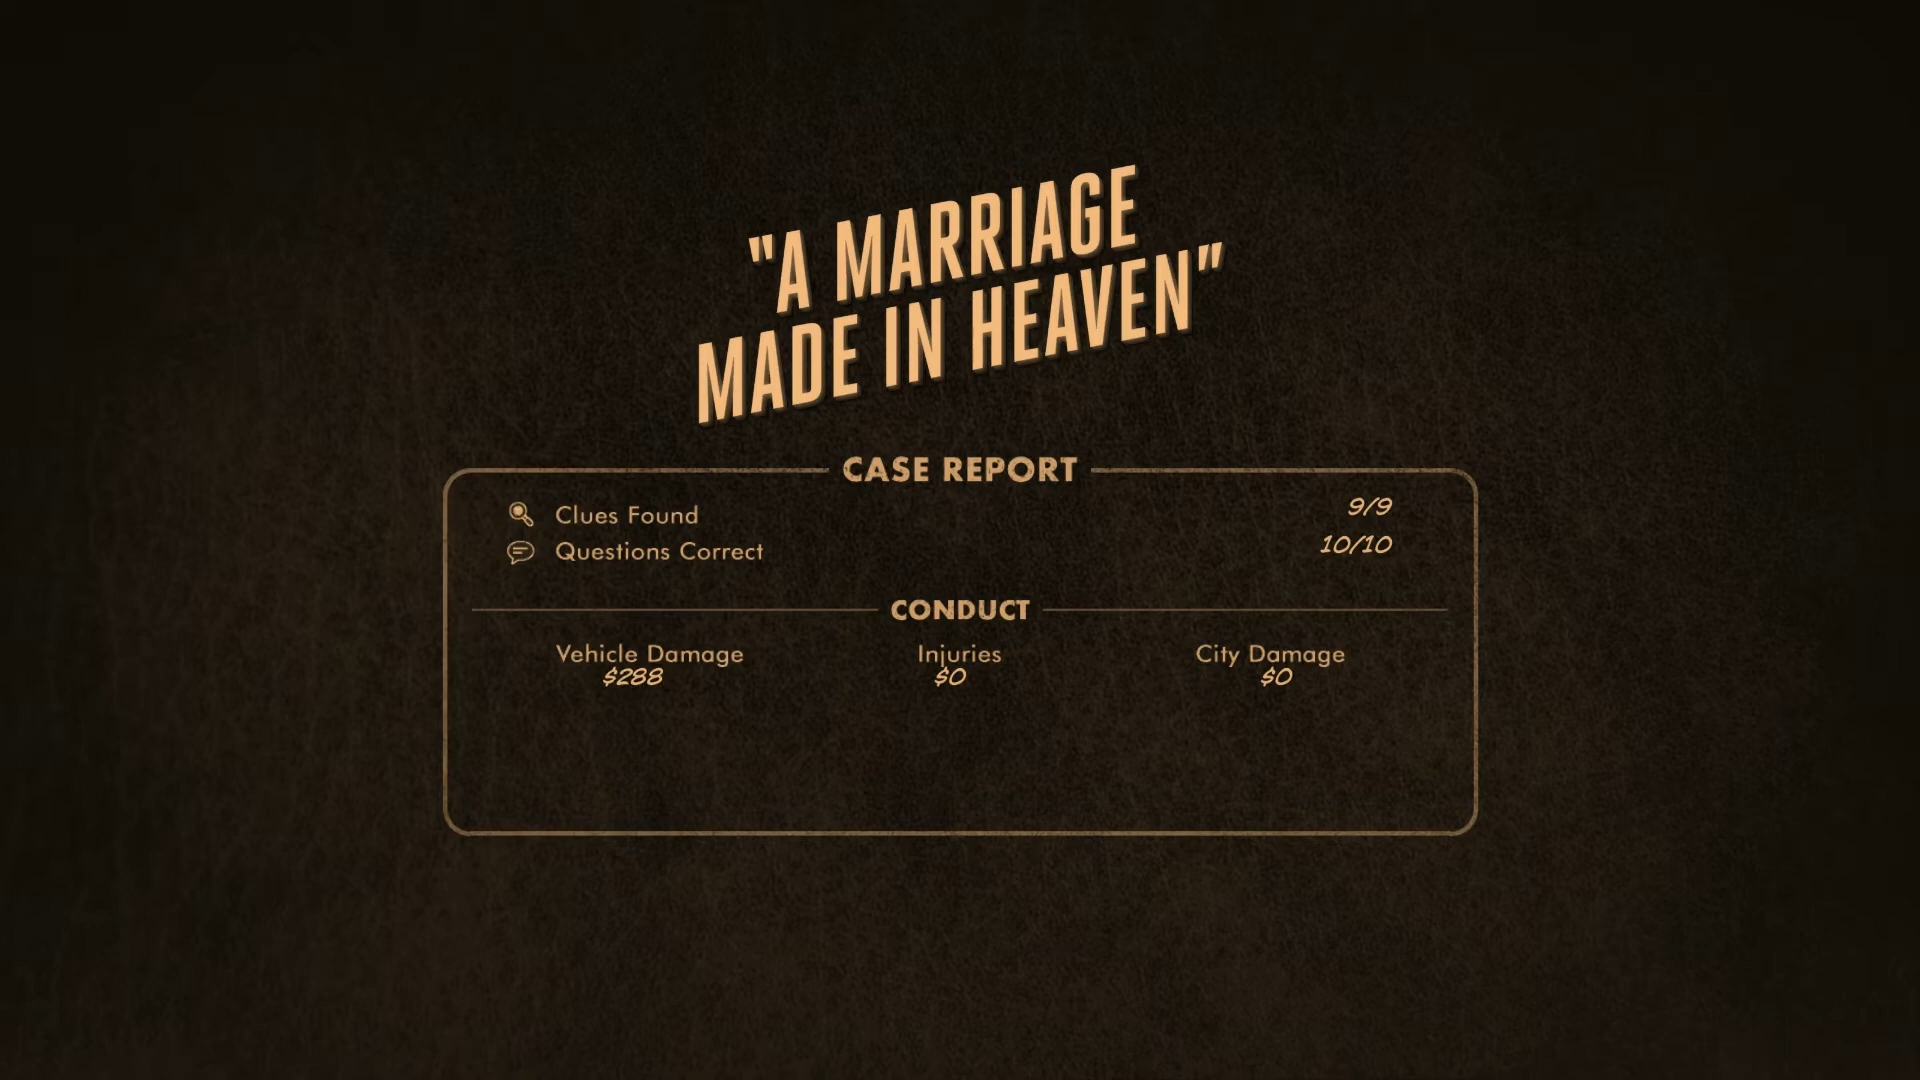 "A MARRIAGE
MADE IN HEAVEN"
CASE REPORT
Clues Found 9/9
Questions Correct 10/10
CONDUCT
Vehicle Damage Injuries City Damage
$288 $0 $0